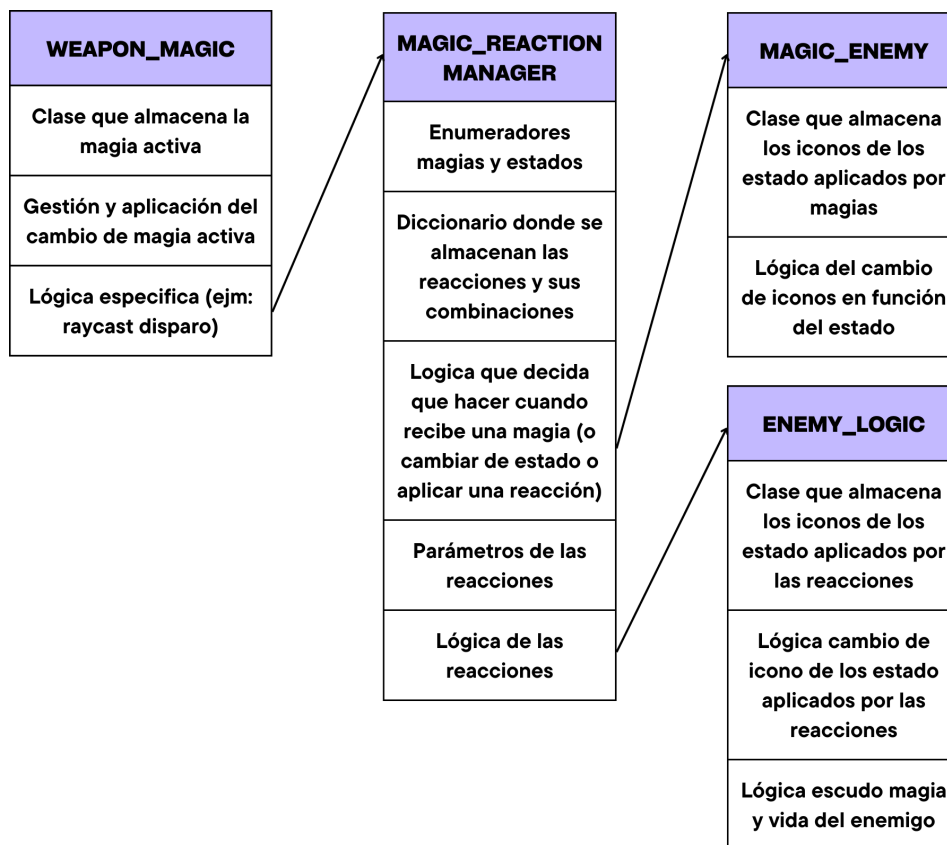 WEAPON_MAGIC
Clase que almacena la
magia activa
Gestión y aplicación del
cambio de magia activa
Lógica especifica (ejm:
raycast disparo)
MAGIC_REACTION
MANAGER
Enumeradores
magias y estados
Diccionario donde se
almacenan las
reacciones y sus
combinaciones
Logica que decida
que hacer cuando
recibe una magia (o
cambiar de estado o
aplicar una reacción)
Parámetros de las
reacciones
Lógica de las
reacciones
MAGIC_ENEMY
Clase que almacena
los iconos de los
estado aplicados por
magias
Lógica del cambio
de iconos en función
del estado
ENEMY_LOGIC
Clase que almacena
los iconos de los
estado aplicados por
las reacciones
Lógica cambio de
icono de los estado
aplicados por las
reacciones
Lógica escudo magia
y vida del enemigo